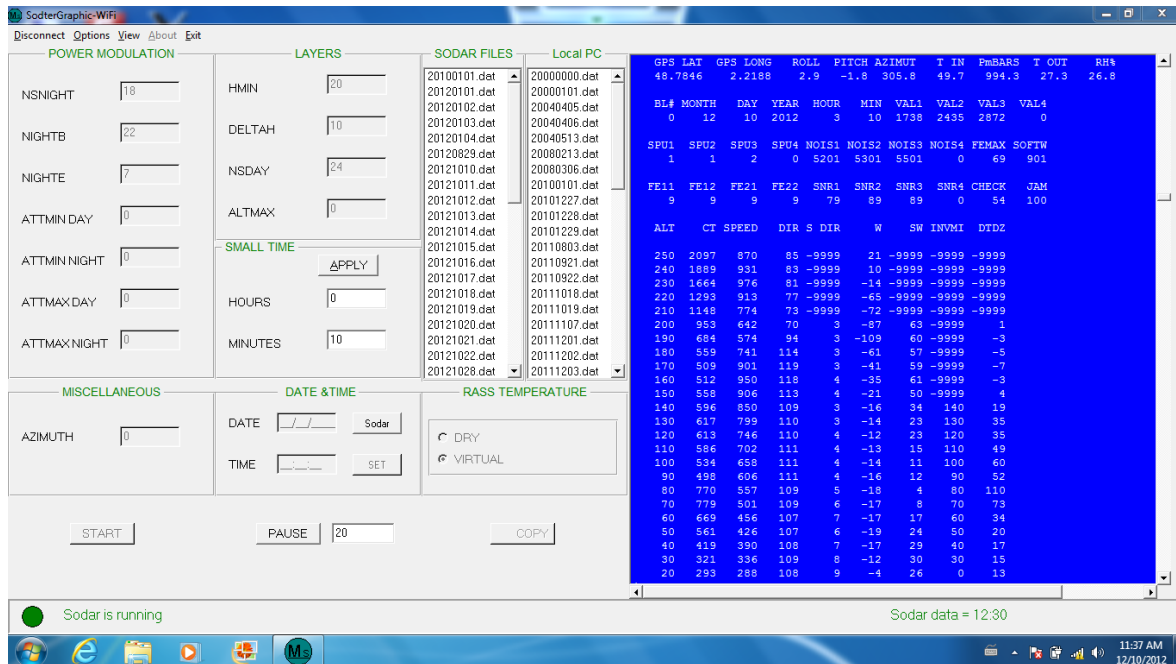 SodterGraphic-WiFi
Disconnect Options View About Exit
POWER MODULATION
NSNIGHT 18
NIGHTB 22
NIGHTE 7
ATTMIN DAY 0
ATTMIN NIGHT 0
ATTMAX DAY 0
ATTMAX NIGHT 0
LAYERS
HMIN 20
DELTAH 10
NSDAY 24
ALTMAX 0
SMALL TIME
APPLY
HOURS 0
MINUTES 10
SODAR FILES
20100101.dat
20120101.dat
20120102.dat
20120103.dat
20120104.dat
20120829.dat
20121010.dat
20121011.dat
20121012.dat
20121013.dat
20121014.dat
20121015.dat
20121016.dat
20121017.dat
20121018.dat
20121019.dat
20121020.dat
20121021.dat
20121022.dat
20121028.dat
Local PC
20000000.dat
20000101.dat
20040405.dat
20040406.dat
20040513.dat
20080213.dat
20080306.dat
20100101.dat
20101227.dat
20101228.dat
20101229.dat
20110803.dat
20110921.dat
20110922.dat
20111018.dat
20111019.dat
20111107.dat
20111201.dat
20111202.dat
20111203.dat
MISCELLANEOUS
AZIMUTH 0
DATE &TIME
DATE _/_/__ Sodar
TIME _:_:_ SET
RASS TEMPERATURE
DRY
VIRTUAL
START
PAUSE 20
COPY
GPS LAT GPS LONG ROLL PITCH AZIMUT T IN PmBARS T OUT RH%
48.7846 2.2188 2.9 -1.8 305.8 49.7 994.3 27.3 26.8
BL# MONTH DAY YEAR HOUR MIN VAL1 VAL2 VAL3 VAL4
0 12 10 2012 3 10 1738 2435 2872 0
SPU1 SPU2 SPU3 SPU4 NOIS1 NOIS2 NOIS3 NOIS4 FEMAX SOFTW
1 1 2 0 5201 5301 5501 0 69 901
FE11 FE12 FE21 FE22 SNR1 SNR2 SNR3 SNR4 CHECK JAM
9 9 9 9 79 89 89 0 54 100
ALT CT SPEED DIR S DIR W SW INVMI DTDZ
250 2097 870 85 -9999 21 -9999 -9999 -9999
240 1889 931 83 -9999 10 -9999 -9999 -9999
230 1664 976 81 -9999 -14 -9999 -9999 -9999
220 1293 913 77 -9999 -65 -9999 -9999 -9999
210 1148 774 73 -9999 -72 -9999 -9999 -9999
200 953 642 70 3 -87 63 -9999 1
190 684 574 94 3 -109 60 -9999 -3
180 559 741 114 3 -61 57 -9999 -5
170 509 901 119 3 -41 59 -9999 -7
160 512 950 118 4 -35 61 -9999 -3
150 558 906 113 4 -21 50 -9999 4
140 596 850 109 3 -16 34 140 19
130 617 799 110 3 -14 23 130 35
120 613 746 110 4 -12 23 120 35
110 586 702 111 4 -13 15 110 49
100 534 658 111 4 -14 11 100 60
90 498 606 111 4 -16 12 90 52
80 770 557 109 5 -18 4 80 110
70 779 501 109 6 -17 8 70 73
60 669 456 107 7 -17 17 60 34
50 561 426 107 6 -19 24 50 20
40 419 390 108 7 -17 29 40 17
30 321 336 109 8 -12 30 30 15
20 293 288 108 9 -4 26 0 13
Sodar is running
Sodar data = 12:30
Ms
11:37 AM
12/10/2012